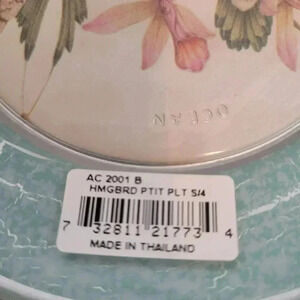 OCEAN
AC 2001 B
HMGBRD PTIT PLT S/4
7 32811 21773 4
MADE IN THAILAND